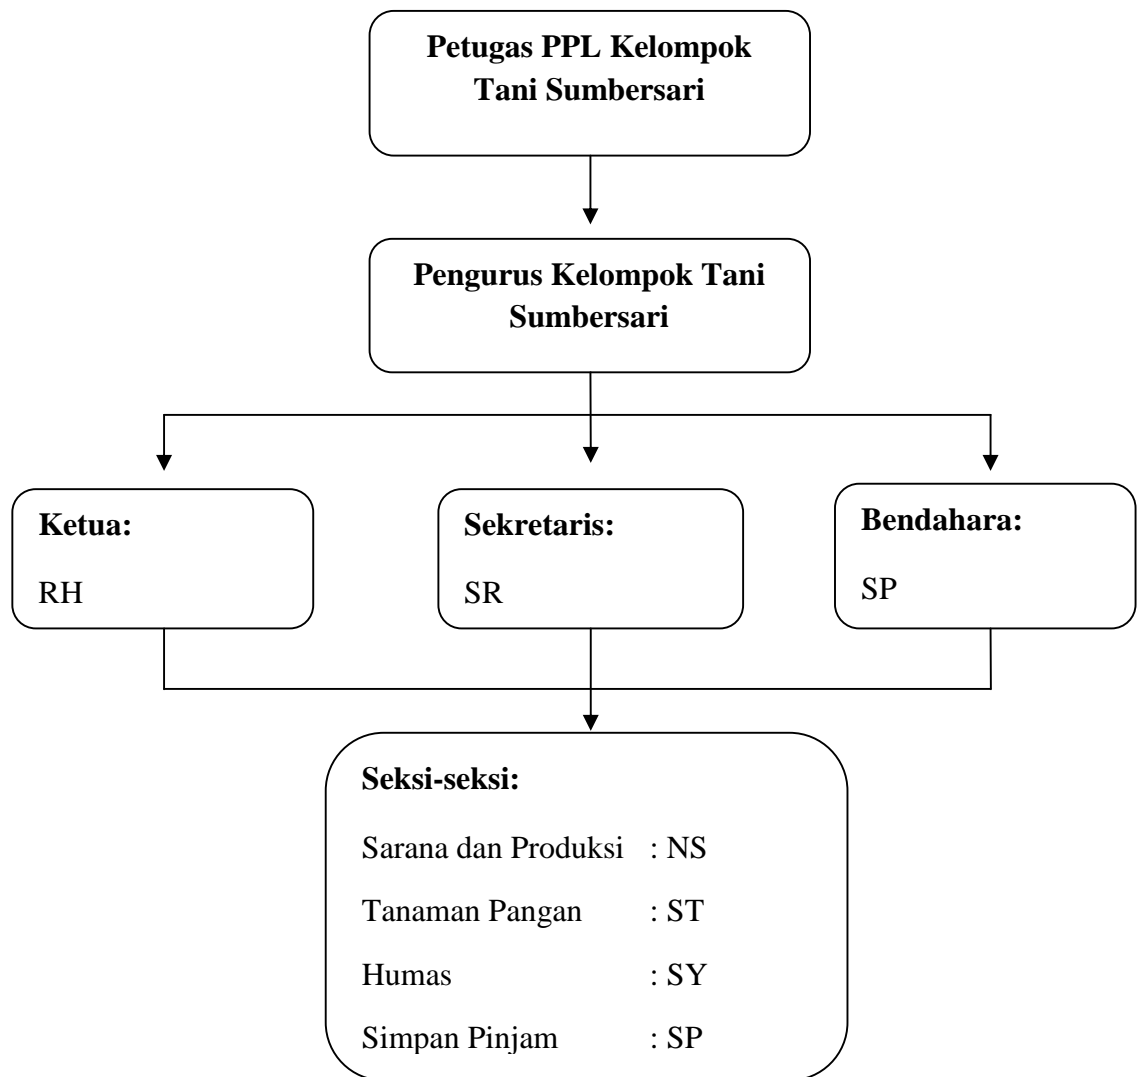 Petugas PPL Kelompok
Tani Sumbersari
Pengurus Kelompok Tani
Sumbersari
Ketua:
RH
Sekretaris:
SR
Bendahara:
SP
Seksi-seksi:
Sarana dan Produksi : NS
Tanaman Pangan : ST
Humas : SY
Simpan Pinjam : SP